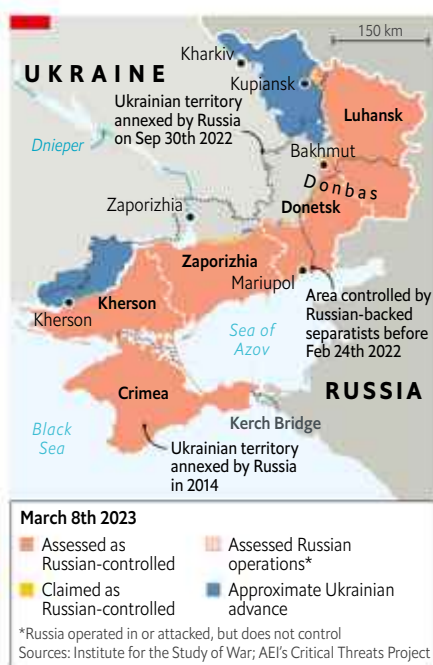 150 km
Kharkiv
UKRAINE
Kupiansk
Ukrainian territory
annexed by Russia
on Sep 30th 2022
Luhansk
Dnieper
Bakhmut
Donbas
Zaporizhia
Donetsk
Zaporizhia
Mariupol
Kherson
Kherson
Area controlled by
Russian-backed
separatists before
Feb 24th 2022
Sea of
Azov
Crimea
RUSSIA
Kerch Bridge
Black
Sea
Ukrainian territory
annexed by Russia
in 2014
March 8th 2023
Assessed as
Russian-controlled
Assessed Russian
operations*
Claimed as
Russian-controlled
Approximate Ukrainian
advance
*Russia operated in or attacked, but does not control
Sources: Institute for the Study of War; AEI's Critical Threats Project